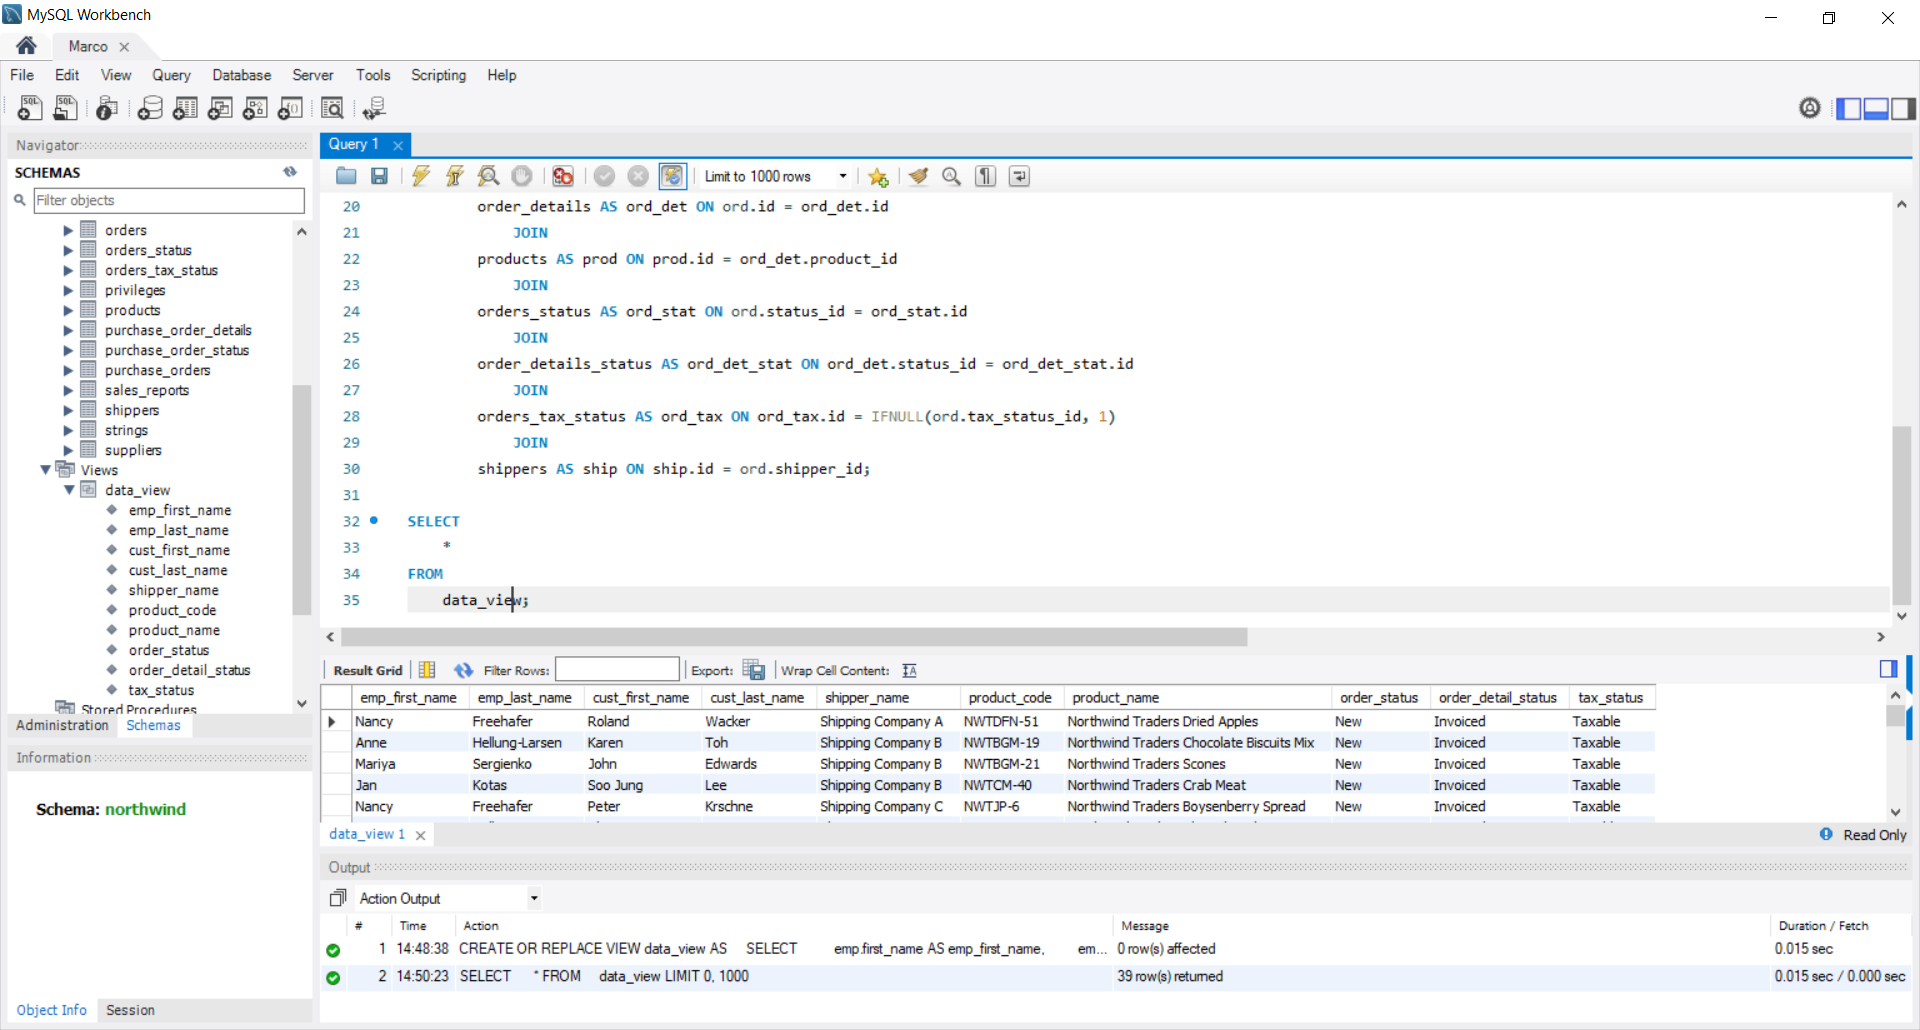 MySQL Workbench
Marco
File Edit View Query Database Server Tools Scripting Help
Navigator
SCHEMAS
Filter objects
orders
orders_status
orders_tax_status
privileges
products
purchase_order_details
purchase_order_status
purchase_orders
sales_reports
shippers
strings
suppliers
Views
data_view
emp_first_name
emp_last_name
cust_first_name
cust_last_name
shipper_name
product_code
product_name
order_status
order_detail_status
tax_status
Stored Procedures
Administration Schemas
Information
Schema: northwind
Object Info Session
Query 1
Limit to 1000 rows
20 order_details AS ord_det ON ord.id = ord_det.id
21 JOIN
22 products AS prod ON prod.id = ord_det.product_id
23 JOIN
24 orders_status AS ord_stat ON ord.status_id = ord_stat.id
25 JOIN
26 order_details_status AS ord_det_stat ON ord_det.status_id = ord_det_stat.id
27 JOIN
28 orders_tax_status AS ord_tax ON ord_tax.id = IFNULL(ord.tax_status_id, 1)
29 JOIN
30 shippers AS ship ON ship.id = ord.shipper_id;
31
32 SELECT
33 *
34 FROM
35 data_view;
Result Grid Filter Rows: Export: Wrap Cell Content:
emp_first_name emp_last_name cust_first_name cust_last_name shipper_name product_code product_name order_status order_detail_status tax_status
Nancy Freehafer Roland Wacker Shipping Company A NWTDFN-51 Northwind Traders Dried Apples New Invoiced Taxable
Anne Hellung-Larsen Karen Toh Shipping Company B NWTBGM-19 Northwind Traders Chocolate Biscuits Mix New Invoiced Taxable
Mariya Sergienko John Edwards Shipping Company B NWTBGM-21 Northwind Traders Scones New Invoiced Taxable
Jan Kotas Soo Jung Lee Shipping Company B NWTCM-40 Northwind Traders Crab Meat New Invoiced Taxable
Nancy Freehafer Peter Krschne Shipping Company C NWTJP-6 Northwind Traders Boysenberry Spread New Invoiced Taxable
data_view 1 Read Only
Output
Action Output
# Time Action Message Duration / Fetch
1 14:48:38 CREATE OR REPLACE VIEW data_view AS SELECT emp.first_name AS emp_first_name, em... 0 row(s) affected 0.015 sec
2 14:50:23 SELECT * FROM data_view LIMIT 0, 1000 39 row(s) returned 0.015 sec / 0.000 sec